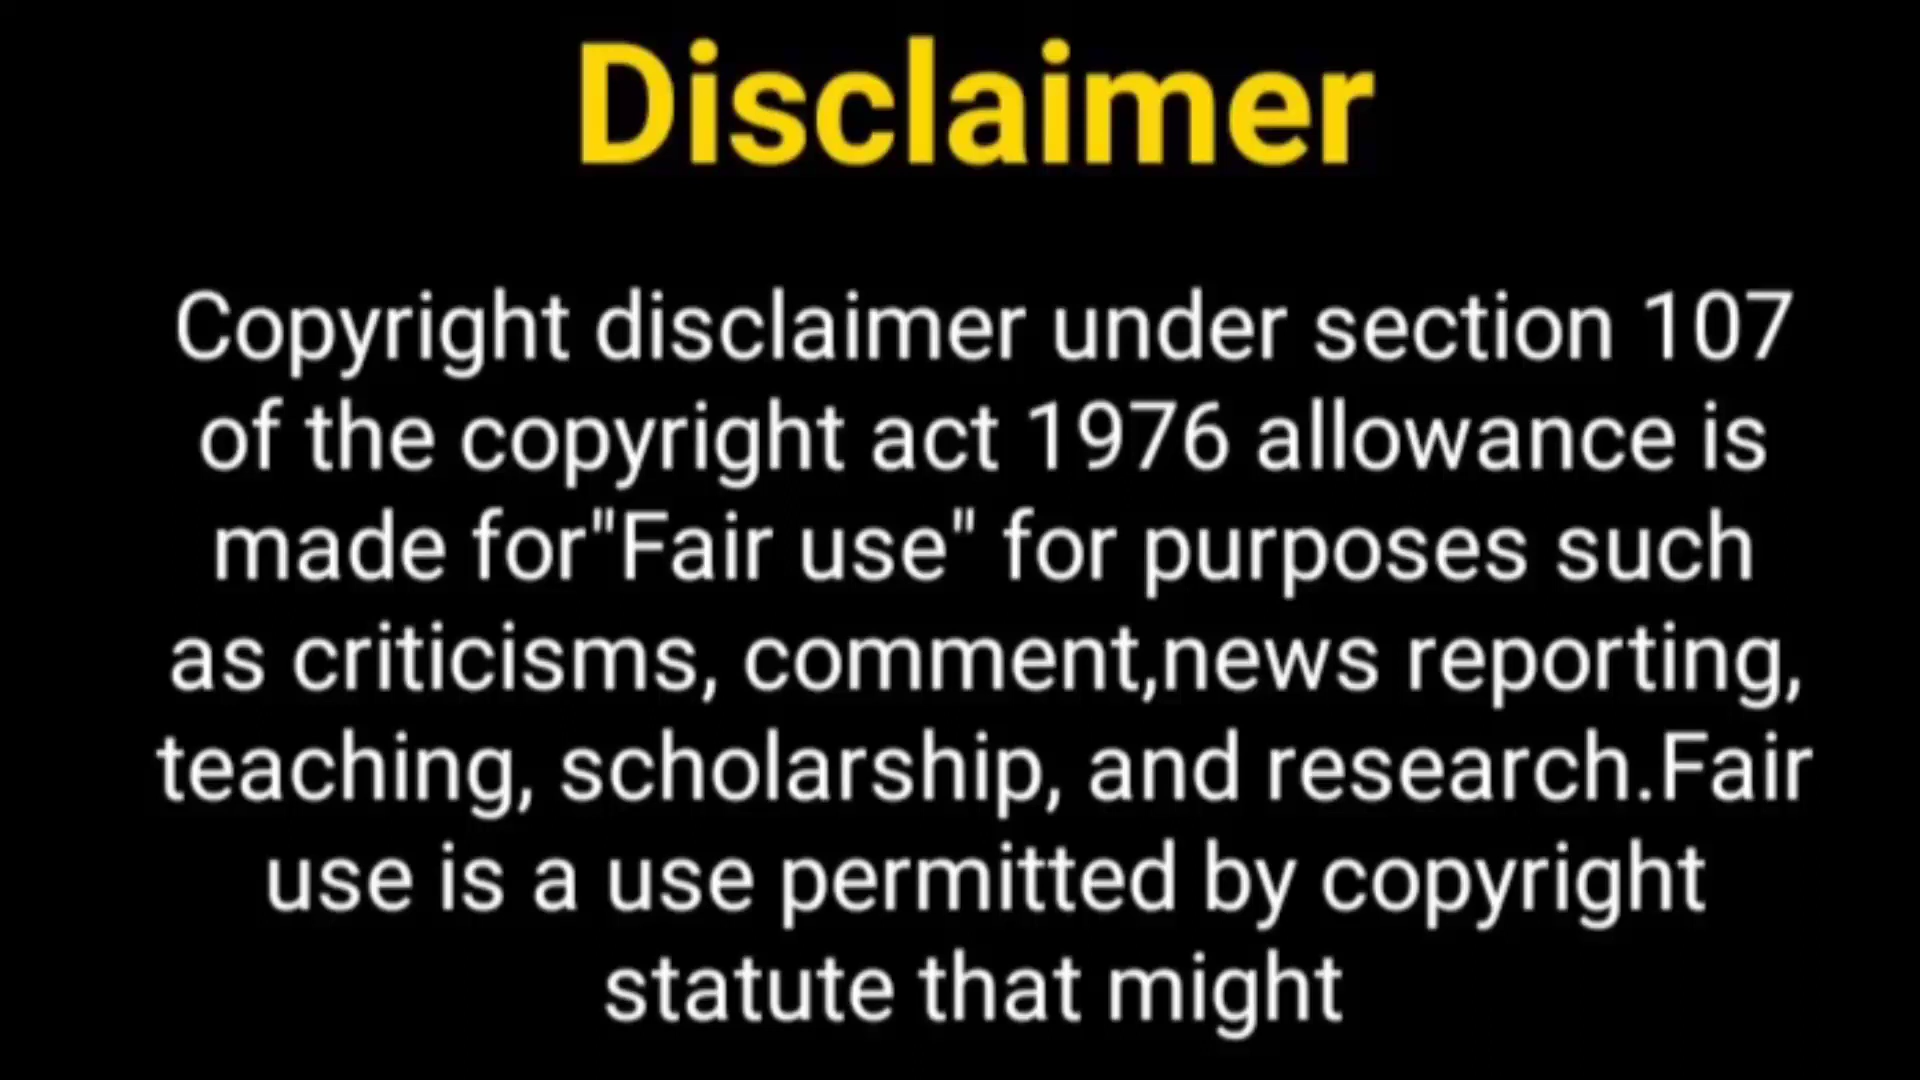 Disclaimer
Copyright disclaimer under section 107
of the copyright act 1976 allowance is
made for"Fair use" for purposes such
as criticisms, comment,news reporting,
teaching, scholarship, and research.Fair
use is a use permitted by copyright
statute that might